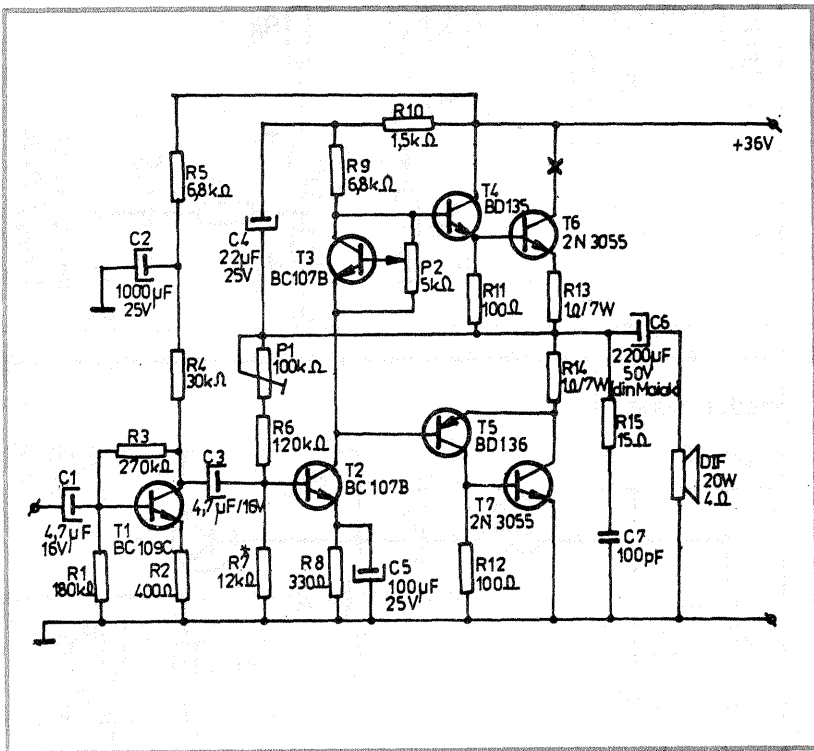 R10
1,5kΩ
+36V
R5
6,8kΩ
R9
6,8kΩ
T4
BD135
T6
2N 3055
C4
22µF
25V
C2
1000µF
25V
T3
BC107B
P2
5kΩ
R11
100Ω
R13
1Ω/7W
C6
2200µF
50V
(din Maiak)
P1
100kΩ
R4
30kΩ
R14
1Ω/7W
R6
120kΩ
R15
15Ω
R3
270kΩ
T5
BD136
DIF
20W
4Ω
C1
4,7µF
16V
C3
4,7µF/16V
T2
BC107B
T7
2N 3055
T1
BC109C
C7
100pF
R1
180kΩ
R2
400Ω
R7*
12kΩ
R8
330Ω
C5
100µF
25V
R12
100Ω